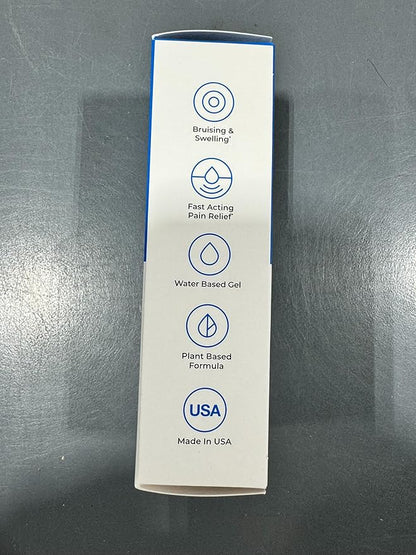 Bruising &
Swelling*
Fast Acting
Pain Relief*
Water Based Gel
Plant Based
Formula
USA
Made In USA